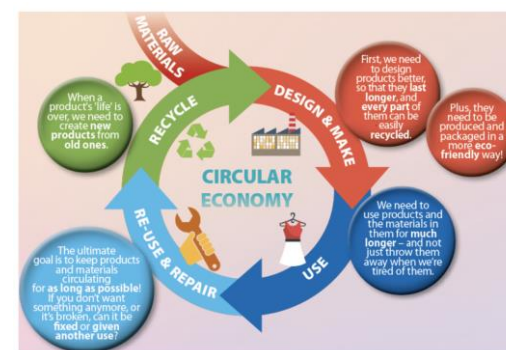 RAW
MATERIALS
DESIGN & MAKE
First, we need
to design
products better,
so that they last
longer, and
every part of
them can be
easily
recycled.
Plus, they
need to be
produced and
packaged in
a more eco-
friendly way!
USE
We need to
use products and
the materials in
them for much
longer – and not
just throw them
away when we're
tired of them.
RE-USE & REPAIR
The ultimate
goal is to keep products
and materials
circulating
for as long as possible!
If you don't want
something anymore, or
it's broken, can it be
fixed or given
another use?
RECYCLE
When a
product's 'life' is
over, we need to
create new
products from
old ones.
CIRCULAR
ECONOMY